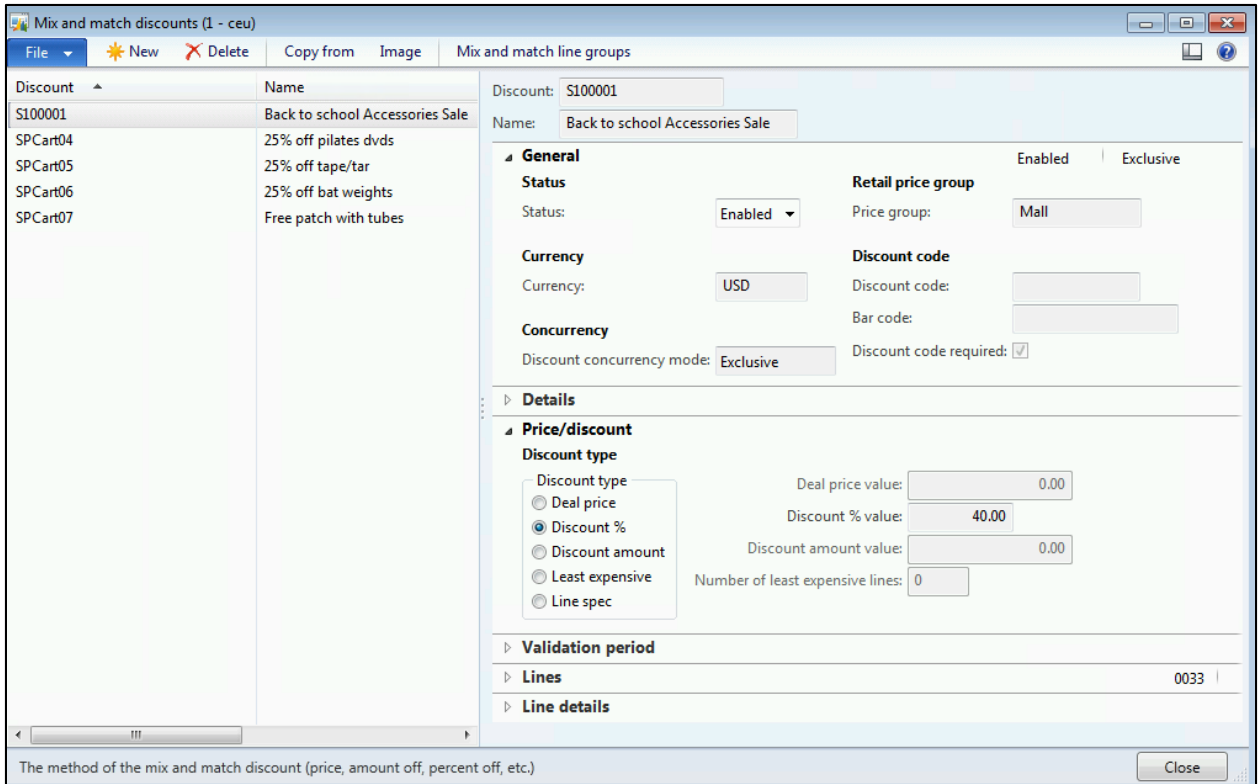 Mix and match discounts (1 - ceu)
File New Delete Copy from Image Mix and match line groups
Discount Name
S100001 Back to school Accessories Sale
SPCart04 25% off pilates dvds
SPCart05 25% off tape/tar
SPCart06 25% off bat weights
SPCart07 Free patch with tubes
Discount: S100001
Name: Back to school Accessories Sale
General Enabled Exclusive
Status Retail price group
Status: Enabled Price group: Mall
Currency Discount code
Currency: USD Discount code:
Bar code:
Concurrency
Discount concurrency mode: Exclusive Discount code required:
Details
Price/discount
Discount type
Discount type
Deal price Deal price value: 0.00
Discount % Discount % value: 40.00
Discount amount Discount amount value: 0.00
Least expensive Number of least expensive lines: 0
Line spec
Validation period
Lines 0033
Line details
The method of the mix and match discount (price, amount off, percent off, etc.) Close